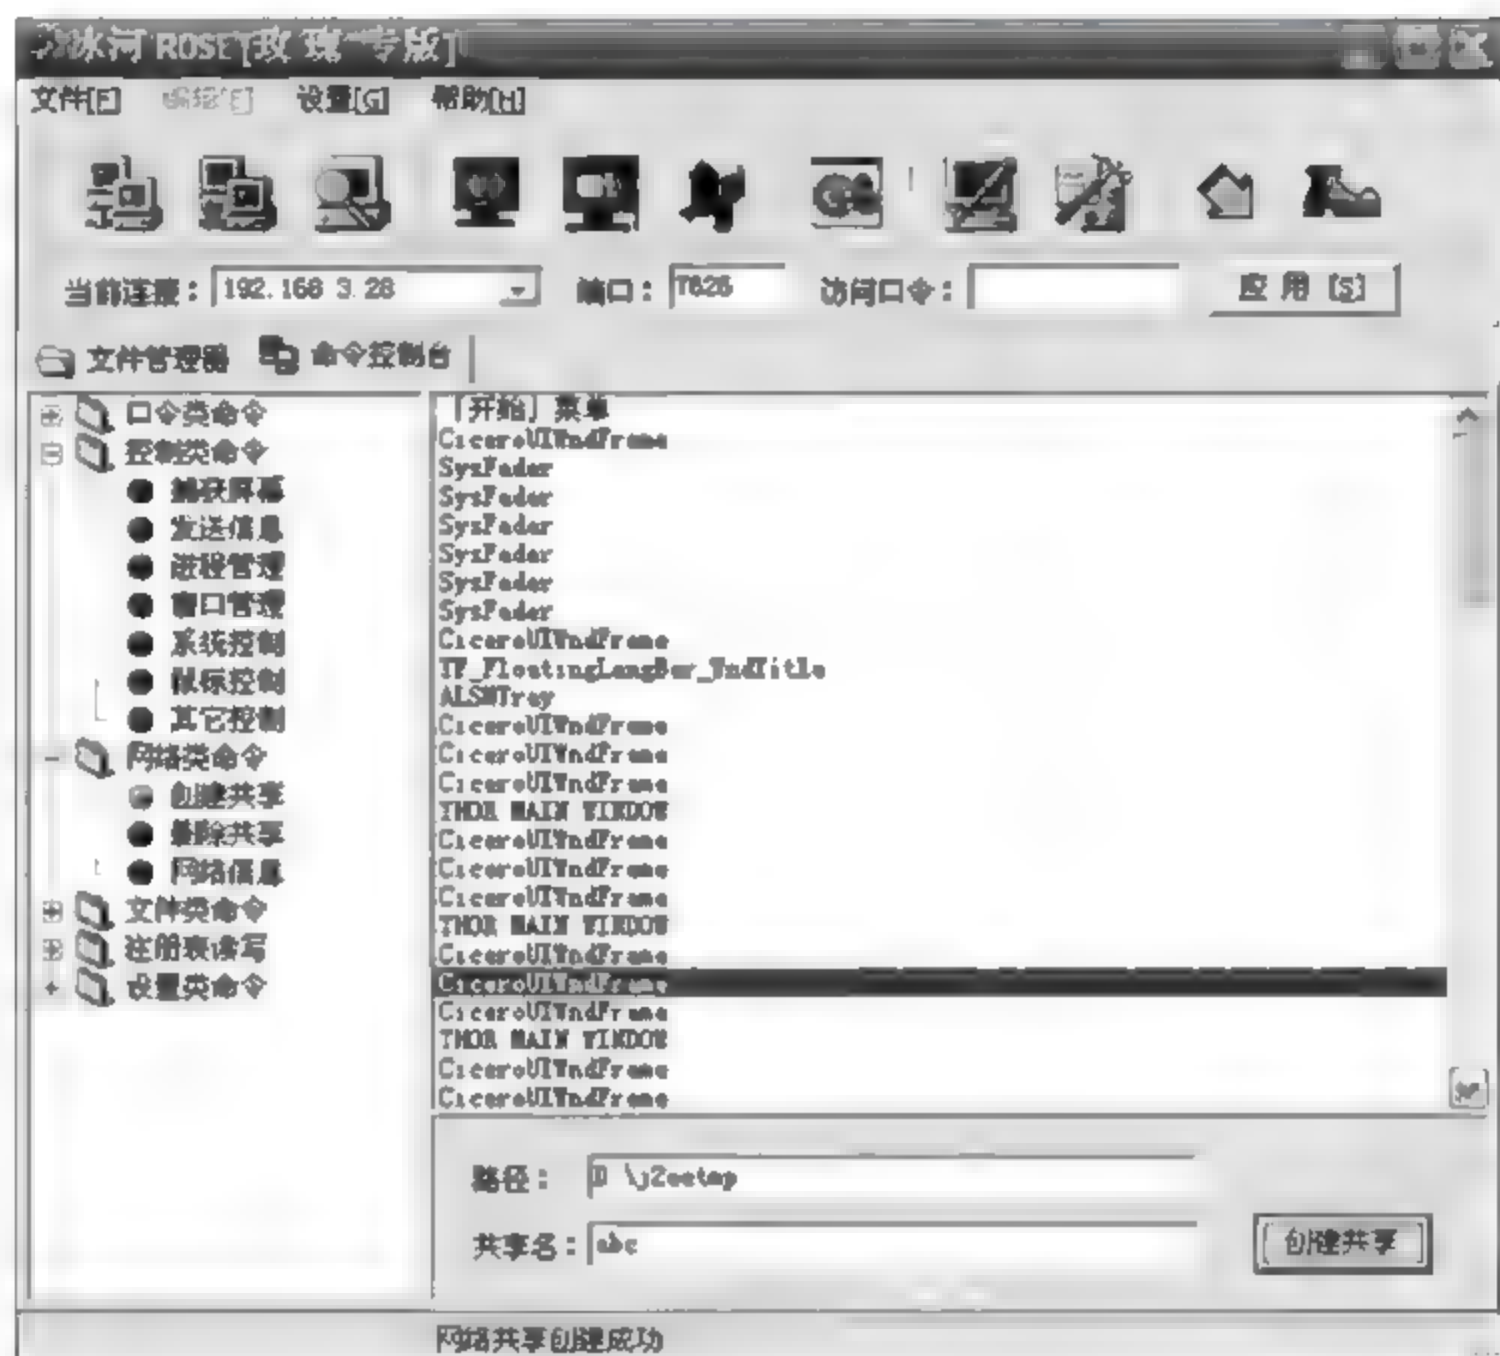 冰河 ROSE[玫 瑰 专版]
文件[F] 编辑[E] 设置[G] 帮助[H]
当前连接： 192.168.3.28 端口： 7626 访问口令： 应 用 [S]
文件管理器 命令控制台
口令类命令
控制类命令
捕获屏幕
发送信息
进程管理
窗口管理
系统控制
鼠标控制
其它控制
网络类命令
创建共享
删除共享
网络信息
文件类命令
注册表读写
设置类命令
「开始」菜单
CiceroUIWndFrame
SysFader
SysFader
SysFader
SysFader
SysFader
SysFader
CiceroUIWndFrame
TF_FloatingLangBar_WndTitle
ALSMTray
CiceroUIWndFrame
CiceroUIWndFrame
CiceroUIWndFrame
THOR MAIN WINDOW
CiceroUIWndFrame
CiceroUIWndFrame
CiceroUIWndFrame
THOR MAIN WINDOW
CiceroUIWndFrame
CiceroUIWndFrame
CiceroUIWndFrame
THOR MAIN WINDOW
CiceroUIWndFrame
CiceroUIWndFrame
路径： D:\j2eetmp
共享名： abc
创建共享
网络共享创建成功